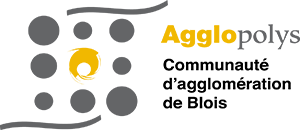 Agglopolys
Communauté
d'agglomération
de Blois